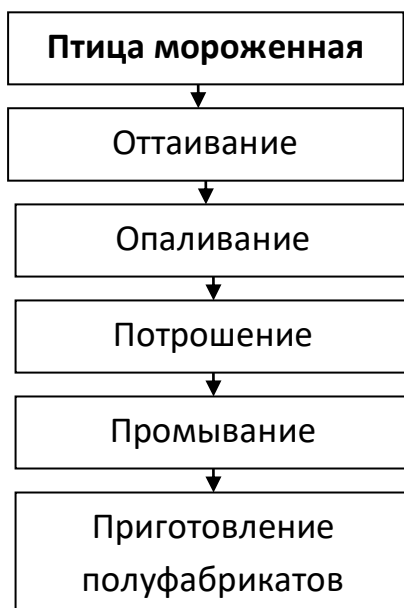 Птица мороженная
Оттаивание
Опаливание
Потрошение
Промывание
Приготовление
полуфабрикатов